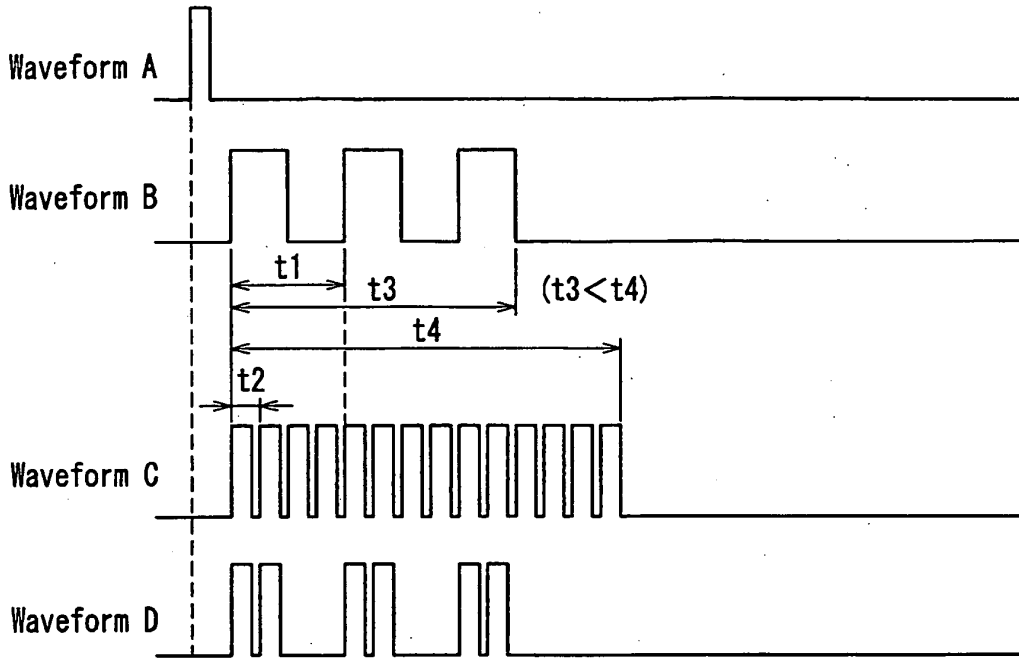 Waveform A
Waveform B
t1
t3 (t3<t4)
t4
t2
Waveform C
Waveform D